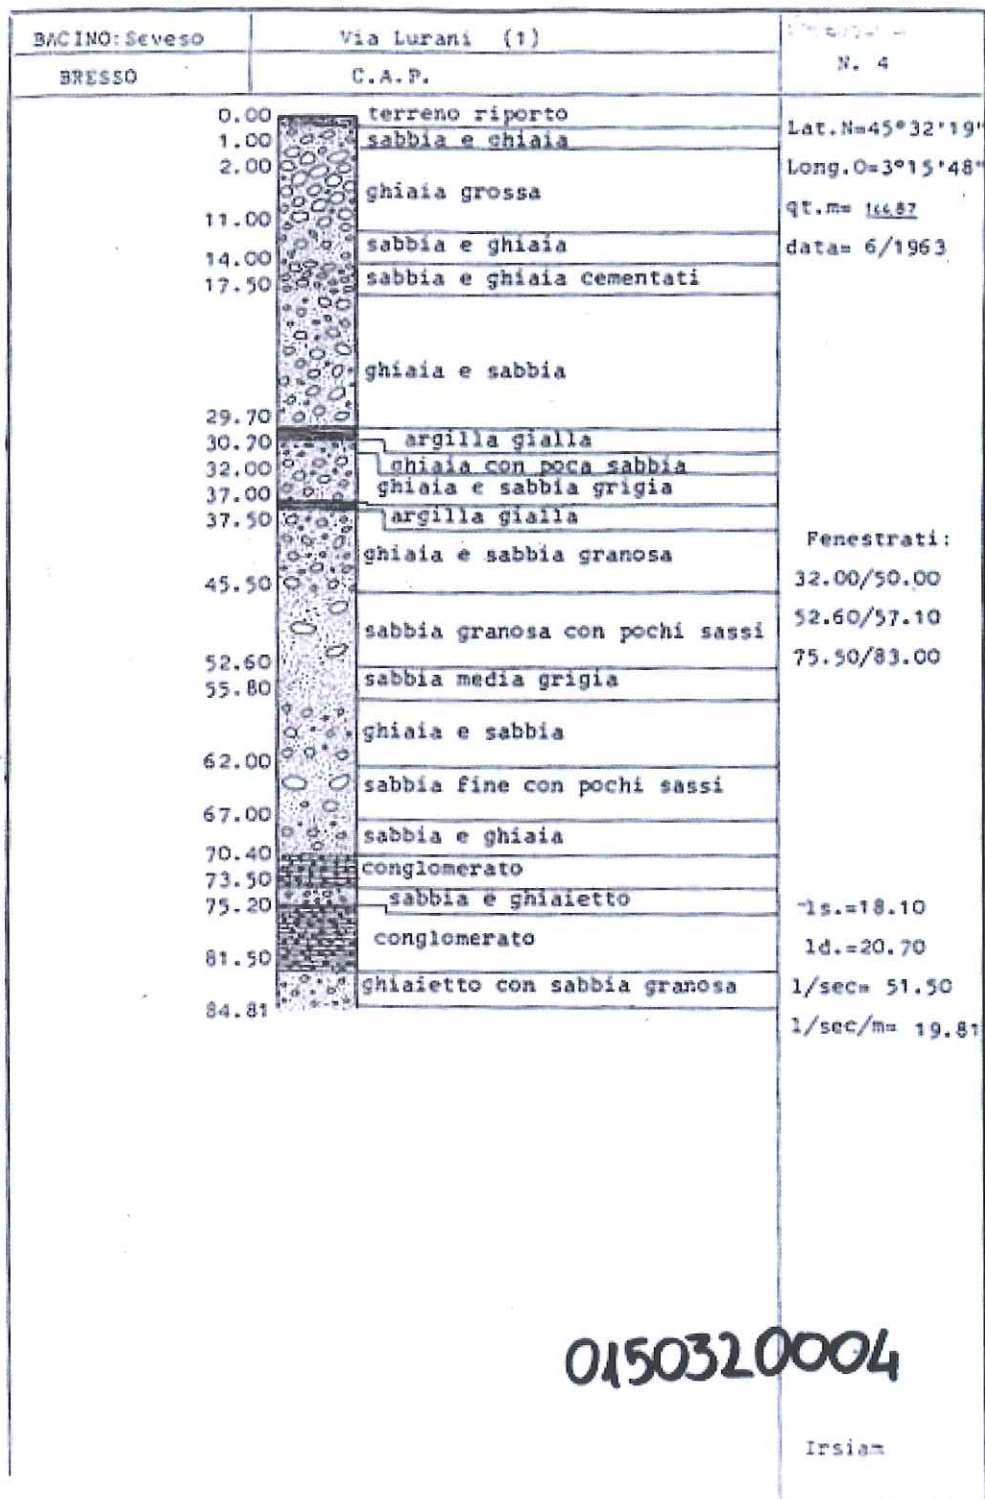 BACINO: Seveso
Via Lurani (1)
BRESSO
C.A.P.
N. 4
0.00
terreno riporto
1.00
sabbia e ghiaia
2.00
ghiaia grossa
11.00
sabbia e ghiaia
14.00
sabbia e ghiaia cementati
17.50
ghiaia e sabbia
29.70
argilla gialla
30.70
ghiaia con poca sabbia
32.00
ghiaia e sabbia grigia
37.00
argilla gialla
37.50
ghiaia e sabbia granosa
45.50
sabbia granosa con pochi sassi
52.60
sabbia media grigia
55.80
ghiaia e sabbia
62.00
sabbia fine con pochi sassi
67.00
sabbia e ghiaia
70.40
conglomerato
73.50
sabbia e ghiaietto
75.20
conglomerato
81.50
ghiaietto con sabbia granosa
84.81
Lat.N=45°32'19"
Long.O=3°15'48"
qt.m=
data= 6/1963
Fenestrati:
32.00/50.00
52.60/57.10
75.50/83.00
ls.=18.10
ld.=20.70
l/sec= 51.50
l/sec/m= 19.81
0150320004
Irsiam